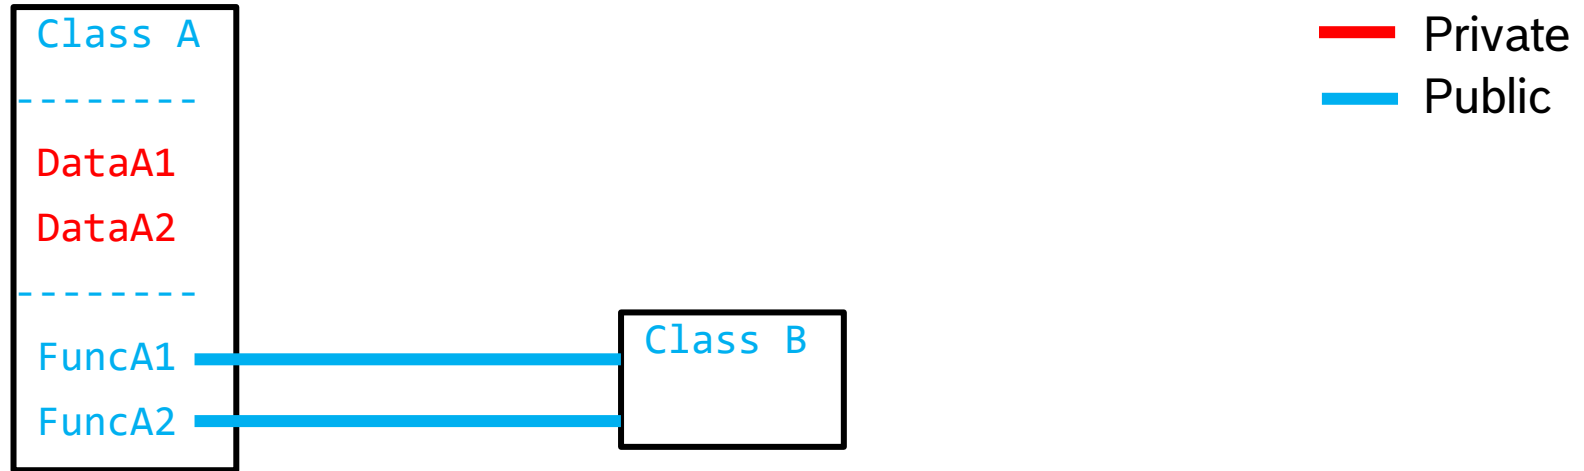 Class A
---------
DataA1
DataA2
---------
FuncA1
FuncA2
Class B
Private
Public